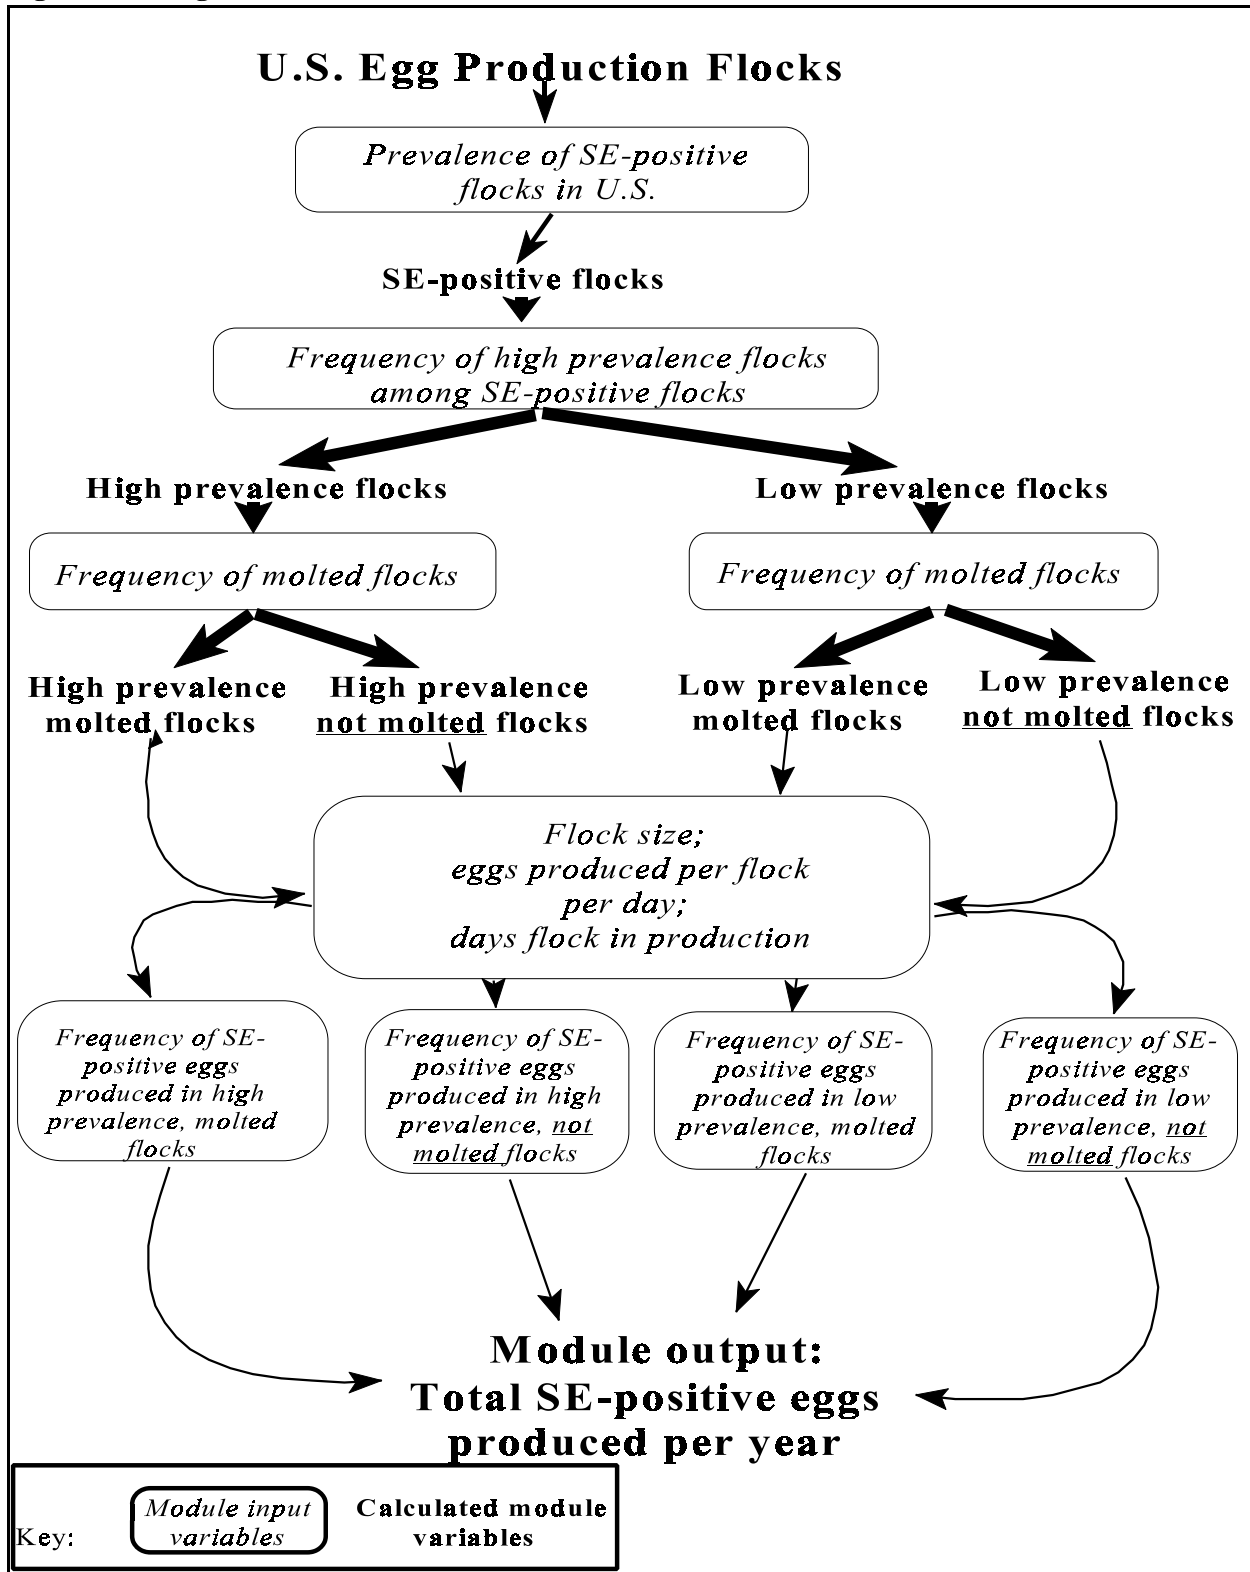 U.S. Egg Production Flocks
Prevalence of SE-positive
flocks in U.S.
SE-positive flocks
Frequency of high prevalence flocks
among SE-positive flocks
High prevalence flocks
Low prevalence flocks
Frequency of molted flocks
Frequency of molted flocks
High prevalence
molted flocks
High prevalence
not molted flocks
Low prevalence
molted flocks
Low prevalence
not molted flocks
Flock size;
eggs produced per flock
per day;
days flock in production
Frequency of SE-
positive eggs
produced in high
prevalence, molted
flocks
Frequency of SE-
positive eggs
produced in high
prevalence, not
molted flocks
Frequency of SE-
positive eggs
produced in low
prevalence, molted
flocks
Frequency of SE-
positive eggs
produced in low
prevalence, not
molted flocks
Module output:
Total SE-positive eggs
produced per year
Key:
Module input
variables
Calculated module
variables